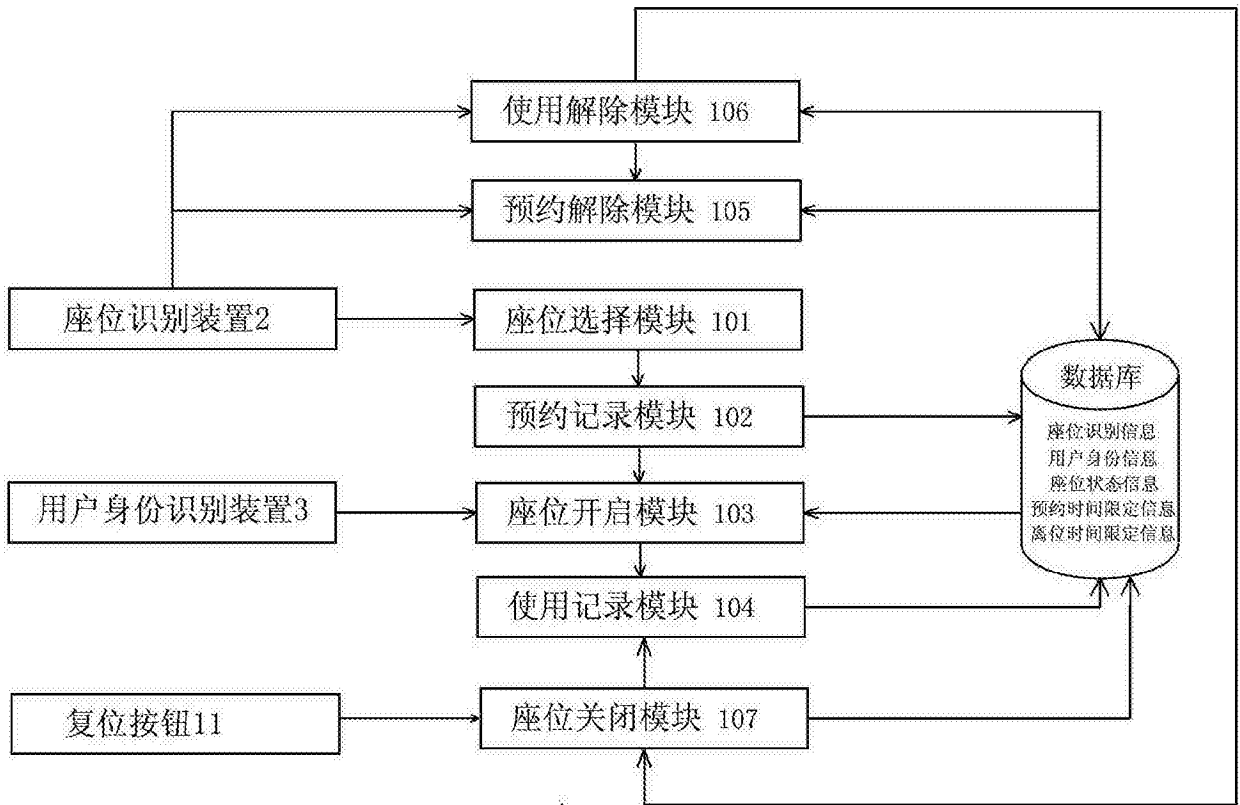 使用解除模块 106
预约解除模块 105
座位识别装置2
座位选择模块 101
数据库
预约记录模块 102
座位识别信息
用户身份信息
座位状态信息
预约时间限定信息
离位时间限定信息
用户身份识别装置3
座位开启模块 103
使用记录模块 104
复位按钮11
座位关闭模块 107